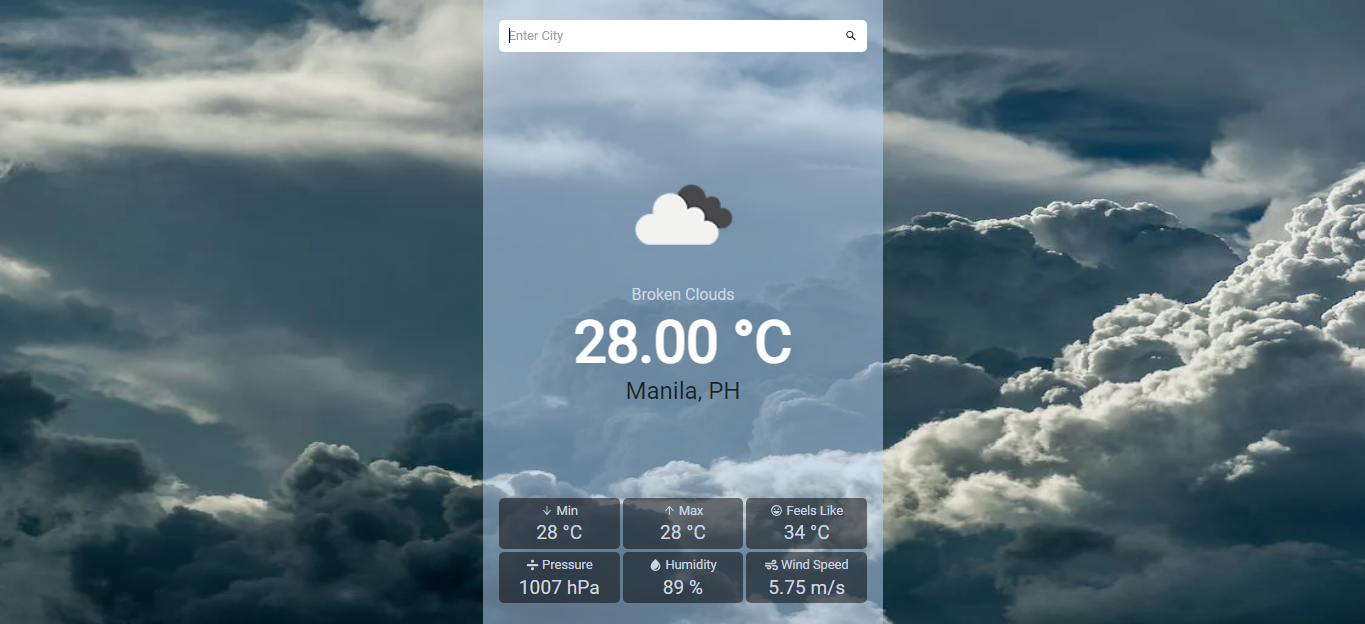 Enter City
Broken Clouds
28.00 °C
Manila, PH
Min
Max
Feels Like
28 °C
28 °C
34 °C
Pressure
Humidity
Wind Speed
1007 hPa
89 %
5.75 m/s